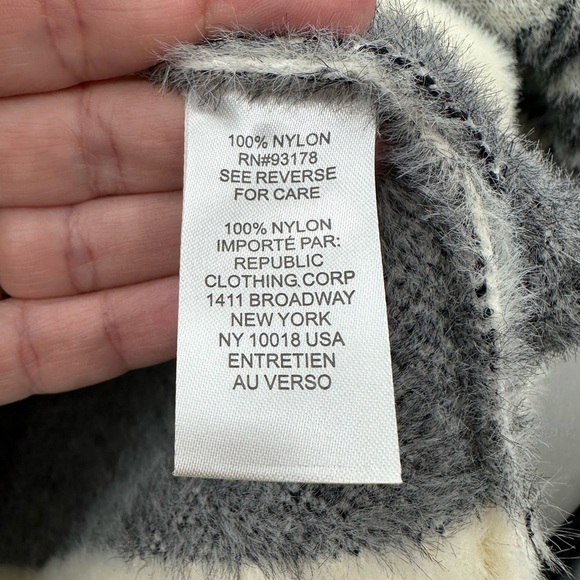 100% NYLON
RN#93178
SEE REVERSE
FOR CARE
100% NYLON
IMPORTÉ PAR:
REPUBLIC
CLOTHING.CORP
1411 BROADWAY
NEW YORK
NY 10018 USA
ENTRETIEN
AU VERSO